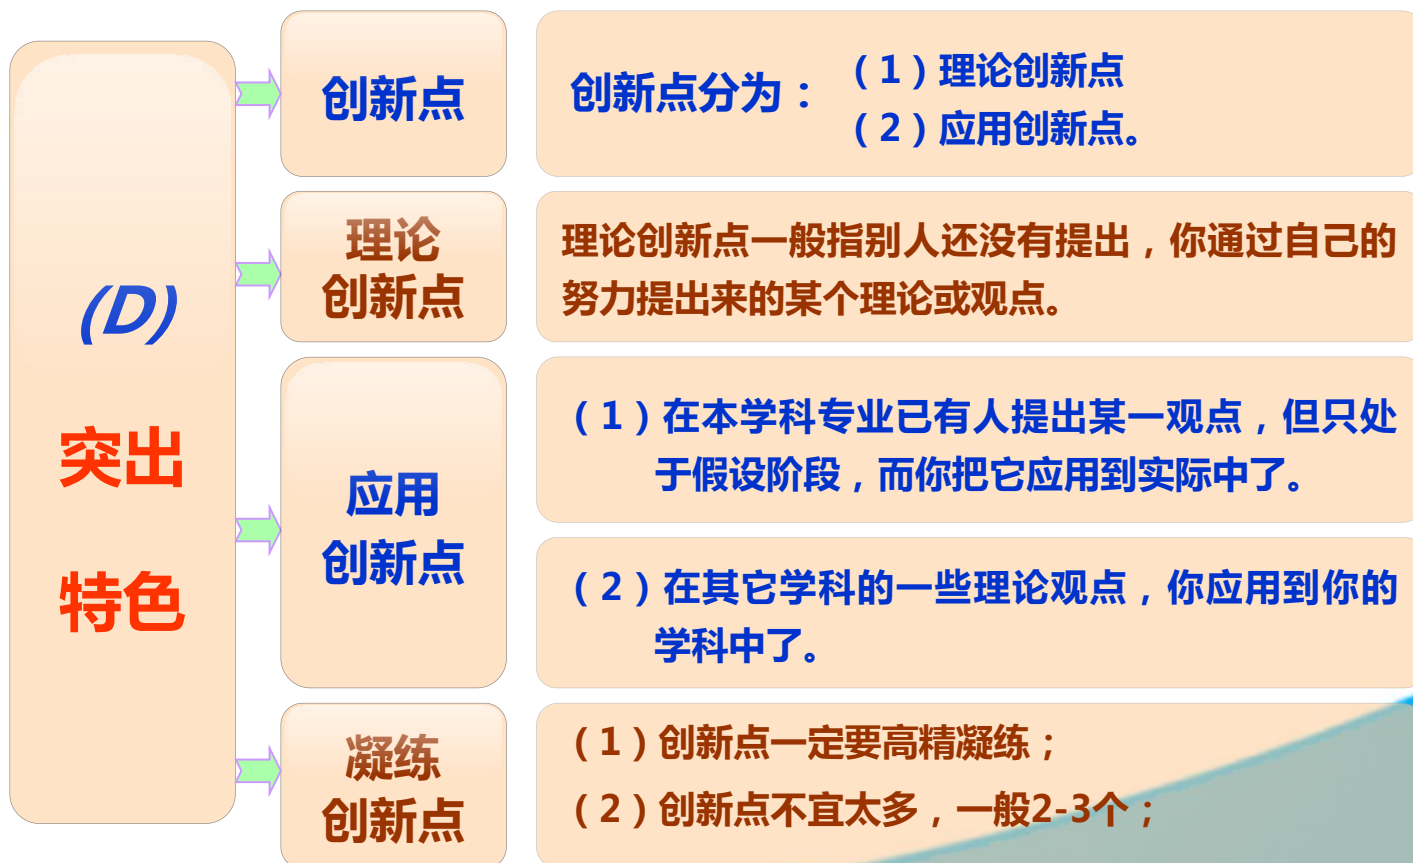 (D)
突出
特色
创新点
创新点分为：
（1）理论创新点
（2）应用创新点。
理论
创新点
理论创新点一般指别人还没有提出，你通过自己的
努力提出来的某个理论或观点。
应用
创新点
（1）在本学科专业已有人提出某一观点，但只处
于假设阶段，而你把它应用到实际中了。
（2）在其它学科的一些理论观点，你应用到你的
学科中了。
凝练
创新点
（1）创新点一定要高精凝练；
（2）创新点不宜太多，一般2-3个；